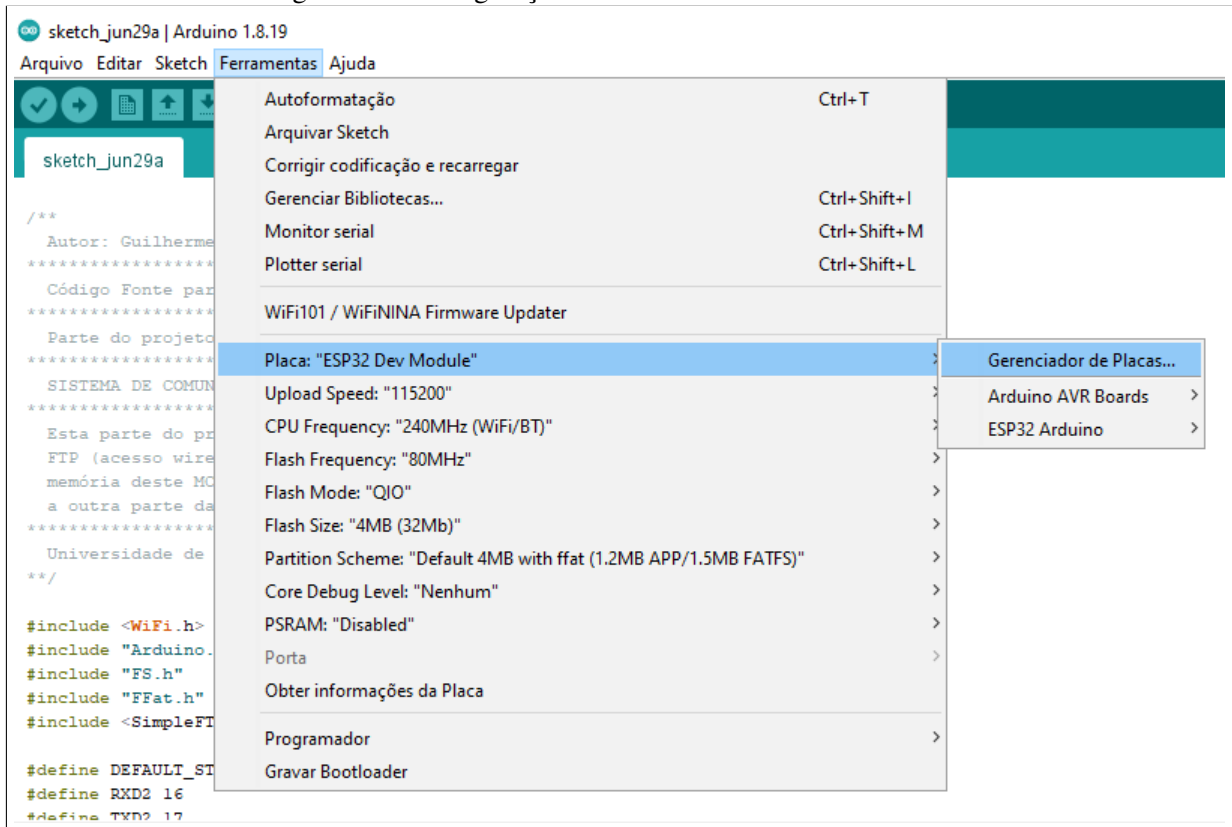 sketch_jun29a | Arduino 1.8.19
Arquivo Editar Sketch Ferramentas Ajuda
Autoformatação Ctrl+T
Arquivar Sketch
sketch_jun29a
Corrigir codificação e recarregar
Gerenciar Bibliotecas... Ctrl+Shift+I
Monitor serial Ctrl+Shift+M
Plotter serial Ctrl+Shift+L
WiFi101 / WiFiNINA Firmware Updater
Placa: "ESP32 Dev Module"
Upload Speed: "115200"
CPU Frequency: "240MHz (WiFi/BT)"
Flash Frequency: "80MHz"
Flash Mode: "QIO"
Flash Size: "4MB (32Mb)"
Partition Scheme: "Default 4MB with ffat (1.2MB APP/1.5MB FATFS)"
Core Debug Level: "Nenhum"
PSRAM: "Disabled"
Porta
Obter informações da Placa
Programador
Gravar Bootloader
Gerenciador de Placas...
Arduino AVR Boards
ESP32 Arduino
/**
Autor: Guilherme
******************
Código Fonte par
******************
Parte do projeto
******************
SISTEMA DE COMUN
******************
Esta parte do pr
FTP (acesso wire
memória deste MC
a outra parte da
******************
Universidade de
**/
#include <WiFi.h>
#include "Arduino.
#include "FS.h"
#include "FFat.h"
#include <SimpleFT
#define DEFAULT_ST
#define RXD2 16
#define TXD2 17